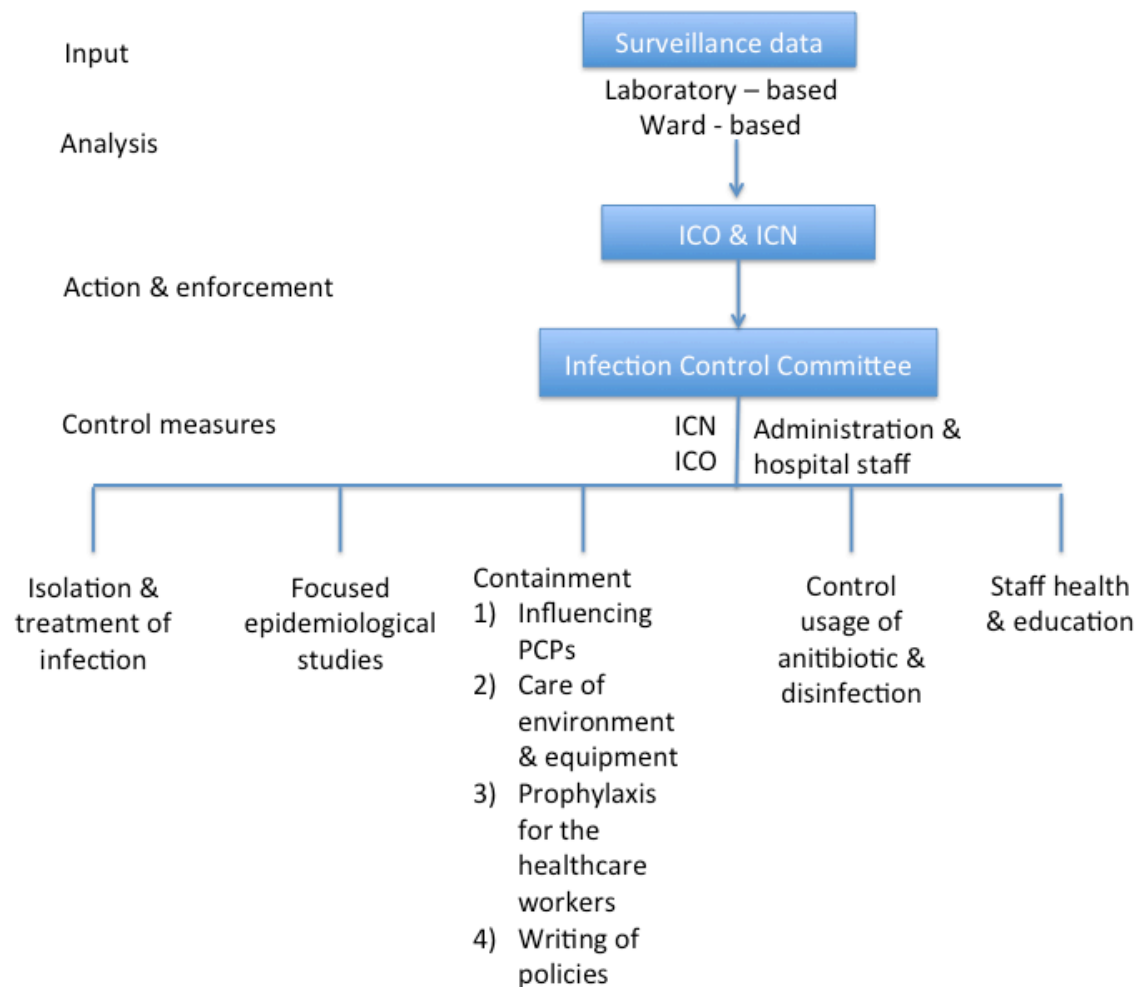 Input
Surveillance data
Laboratory – based
Ward - based
Analysis
ICO & ICN
Action & enforcement
Infection Control Committee
Control measures
ICN
ICO
Administration &
hospital staff
Isolation &
treatment of
infection
Focused
epidemiological
studies
Containment
1) Influencing
PCPs
2) Care of
environment
& equipment
3) Prophylaxis
for the
healthcare
workers
4) Writing of
policies
Control
usage of
anitibiotic &
disinfection
Staff health
& education